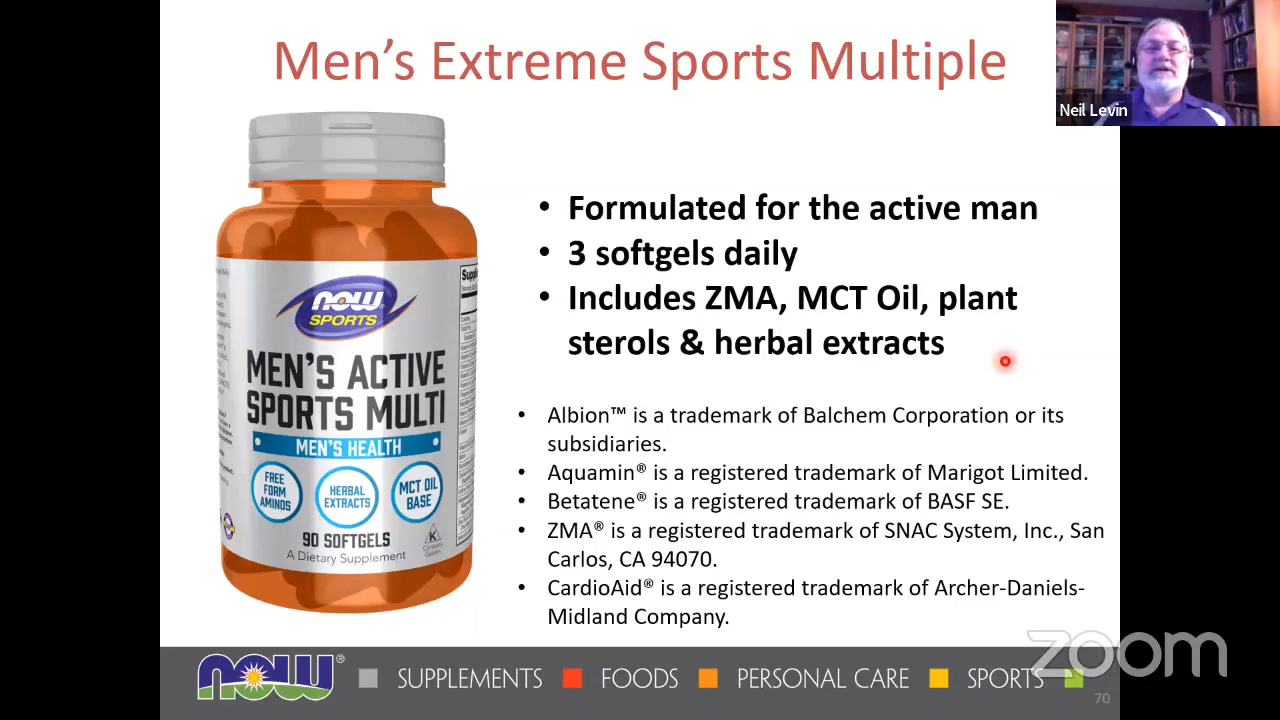 Men's Extreme Sports Multiple
Neil Levin
• Formulated for the active man
• 3 softgels daily
• Includes ZMA, MCT Oil, plant
sterols & herbal extracts
NOW
SPORTS
MEN'S ACTIVE
SPORTS MULTI
MEN'S HEALTH
FREE
FORM
AMINOS
HERBAL
EXTRACTS
MCT OIL
BASE
90 SOFTGELS
A Dietary Supplement
K
Contains
Gelatin
• Albion™ is a trademark of Balchem Corporation or its
subsidiaries.
• Aquamin® is a registered trademark of Marigot Limited.
• Betatene® is a registered trademark of BASF SE.
• ZMA® is a registered trademark of SNAC System, Inc., San
Carlos, CA 94070.
• CardioAid® is a registered trademark of Archer-Daniels-
Midland Company.
NOW®
SUPPLEMENTS
FOODS
PERSONAL CARE
SPORTS
zoom
70